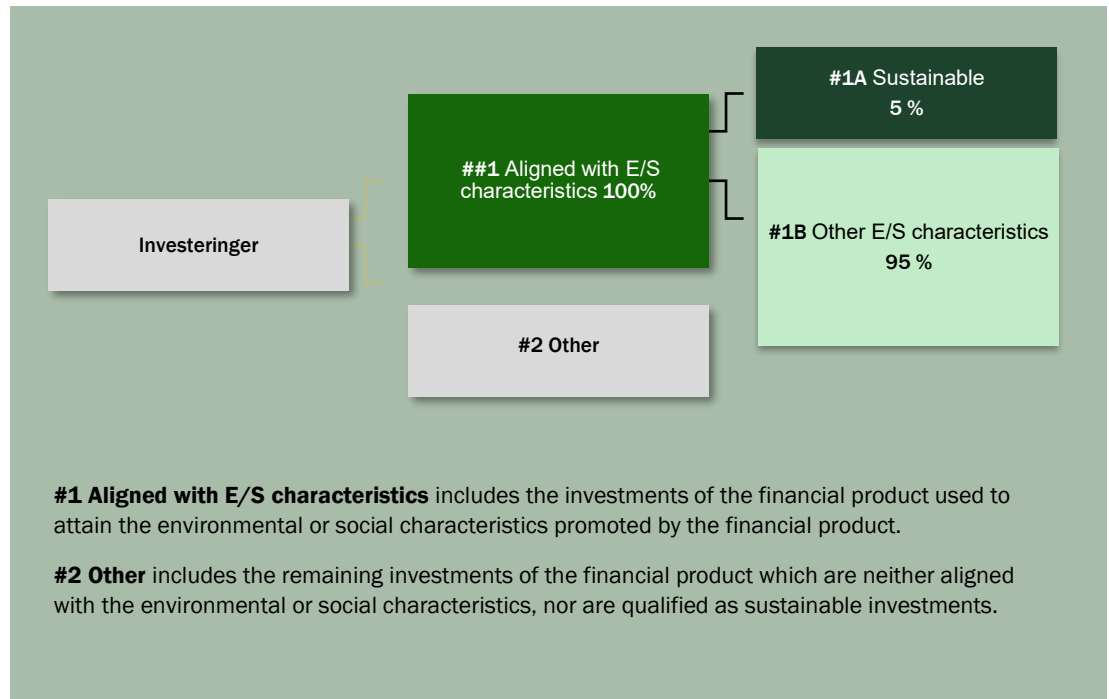 Investeringer
##1 Aligned with E/S
characteristics 100%
#2 Other
#1A Sustainable
5 %
#1B Other E/S characteristics
95 %
#1 Aligned with E/S characteristics includes the investments of the financial product used to
attain the environmental or social characteristics promoted by the financial product.
#2 Other includes the remaining investments of the financial product which are neither aligned
with the environmental or social characteristics, nor are qualified as sustainable investments.